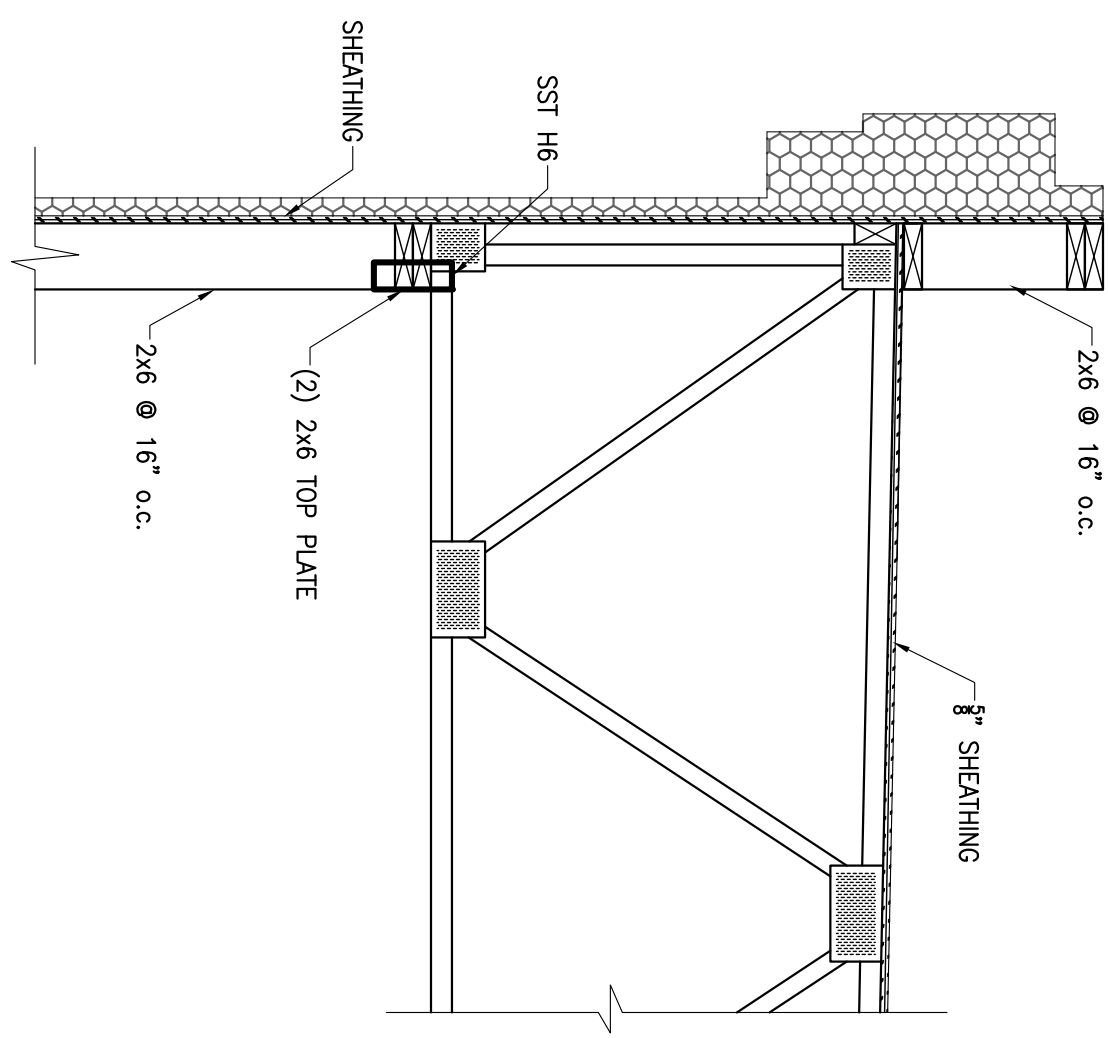 2x6 @ 16" o.c.
5/8" SHEATHING
SST H6
SHEATHING
(2) 2x6 TOP PLATE
2x6 @ 16" o.c.